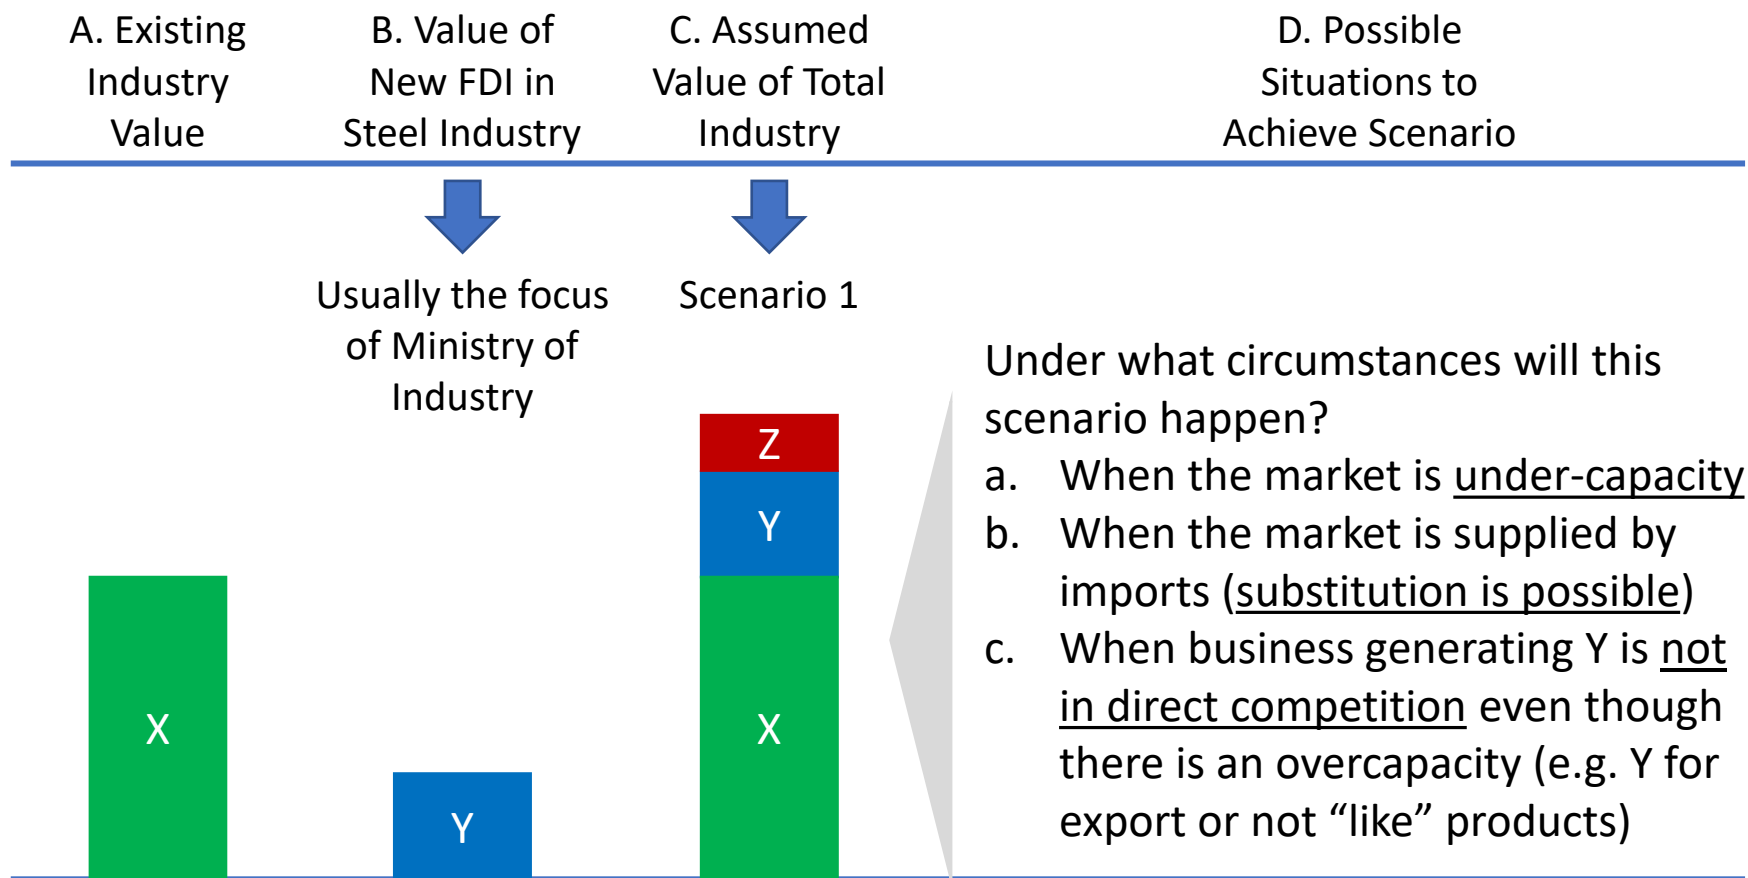 A. Existing
Industry
Value
B. Value of
New FDI in
Steel Industry
C. Assumed
Value of Total
Industry
D. Possible
Situations to
Achieve Scenario
Usually the focus
of Ministry of
Industry
Scenario 1
X
Y
Z
Y
X
Under what circumstances will this
scenario happen?
a. When the market is under-capacity
b. When the market is supplied by
imports (substitution is possible)
c. When business generating Y is not
in direct competition even though
there is an overcapacity (e.g. Y for
export or not “like” products)